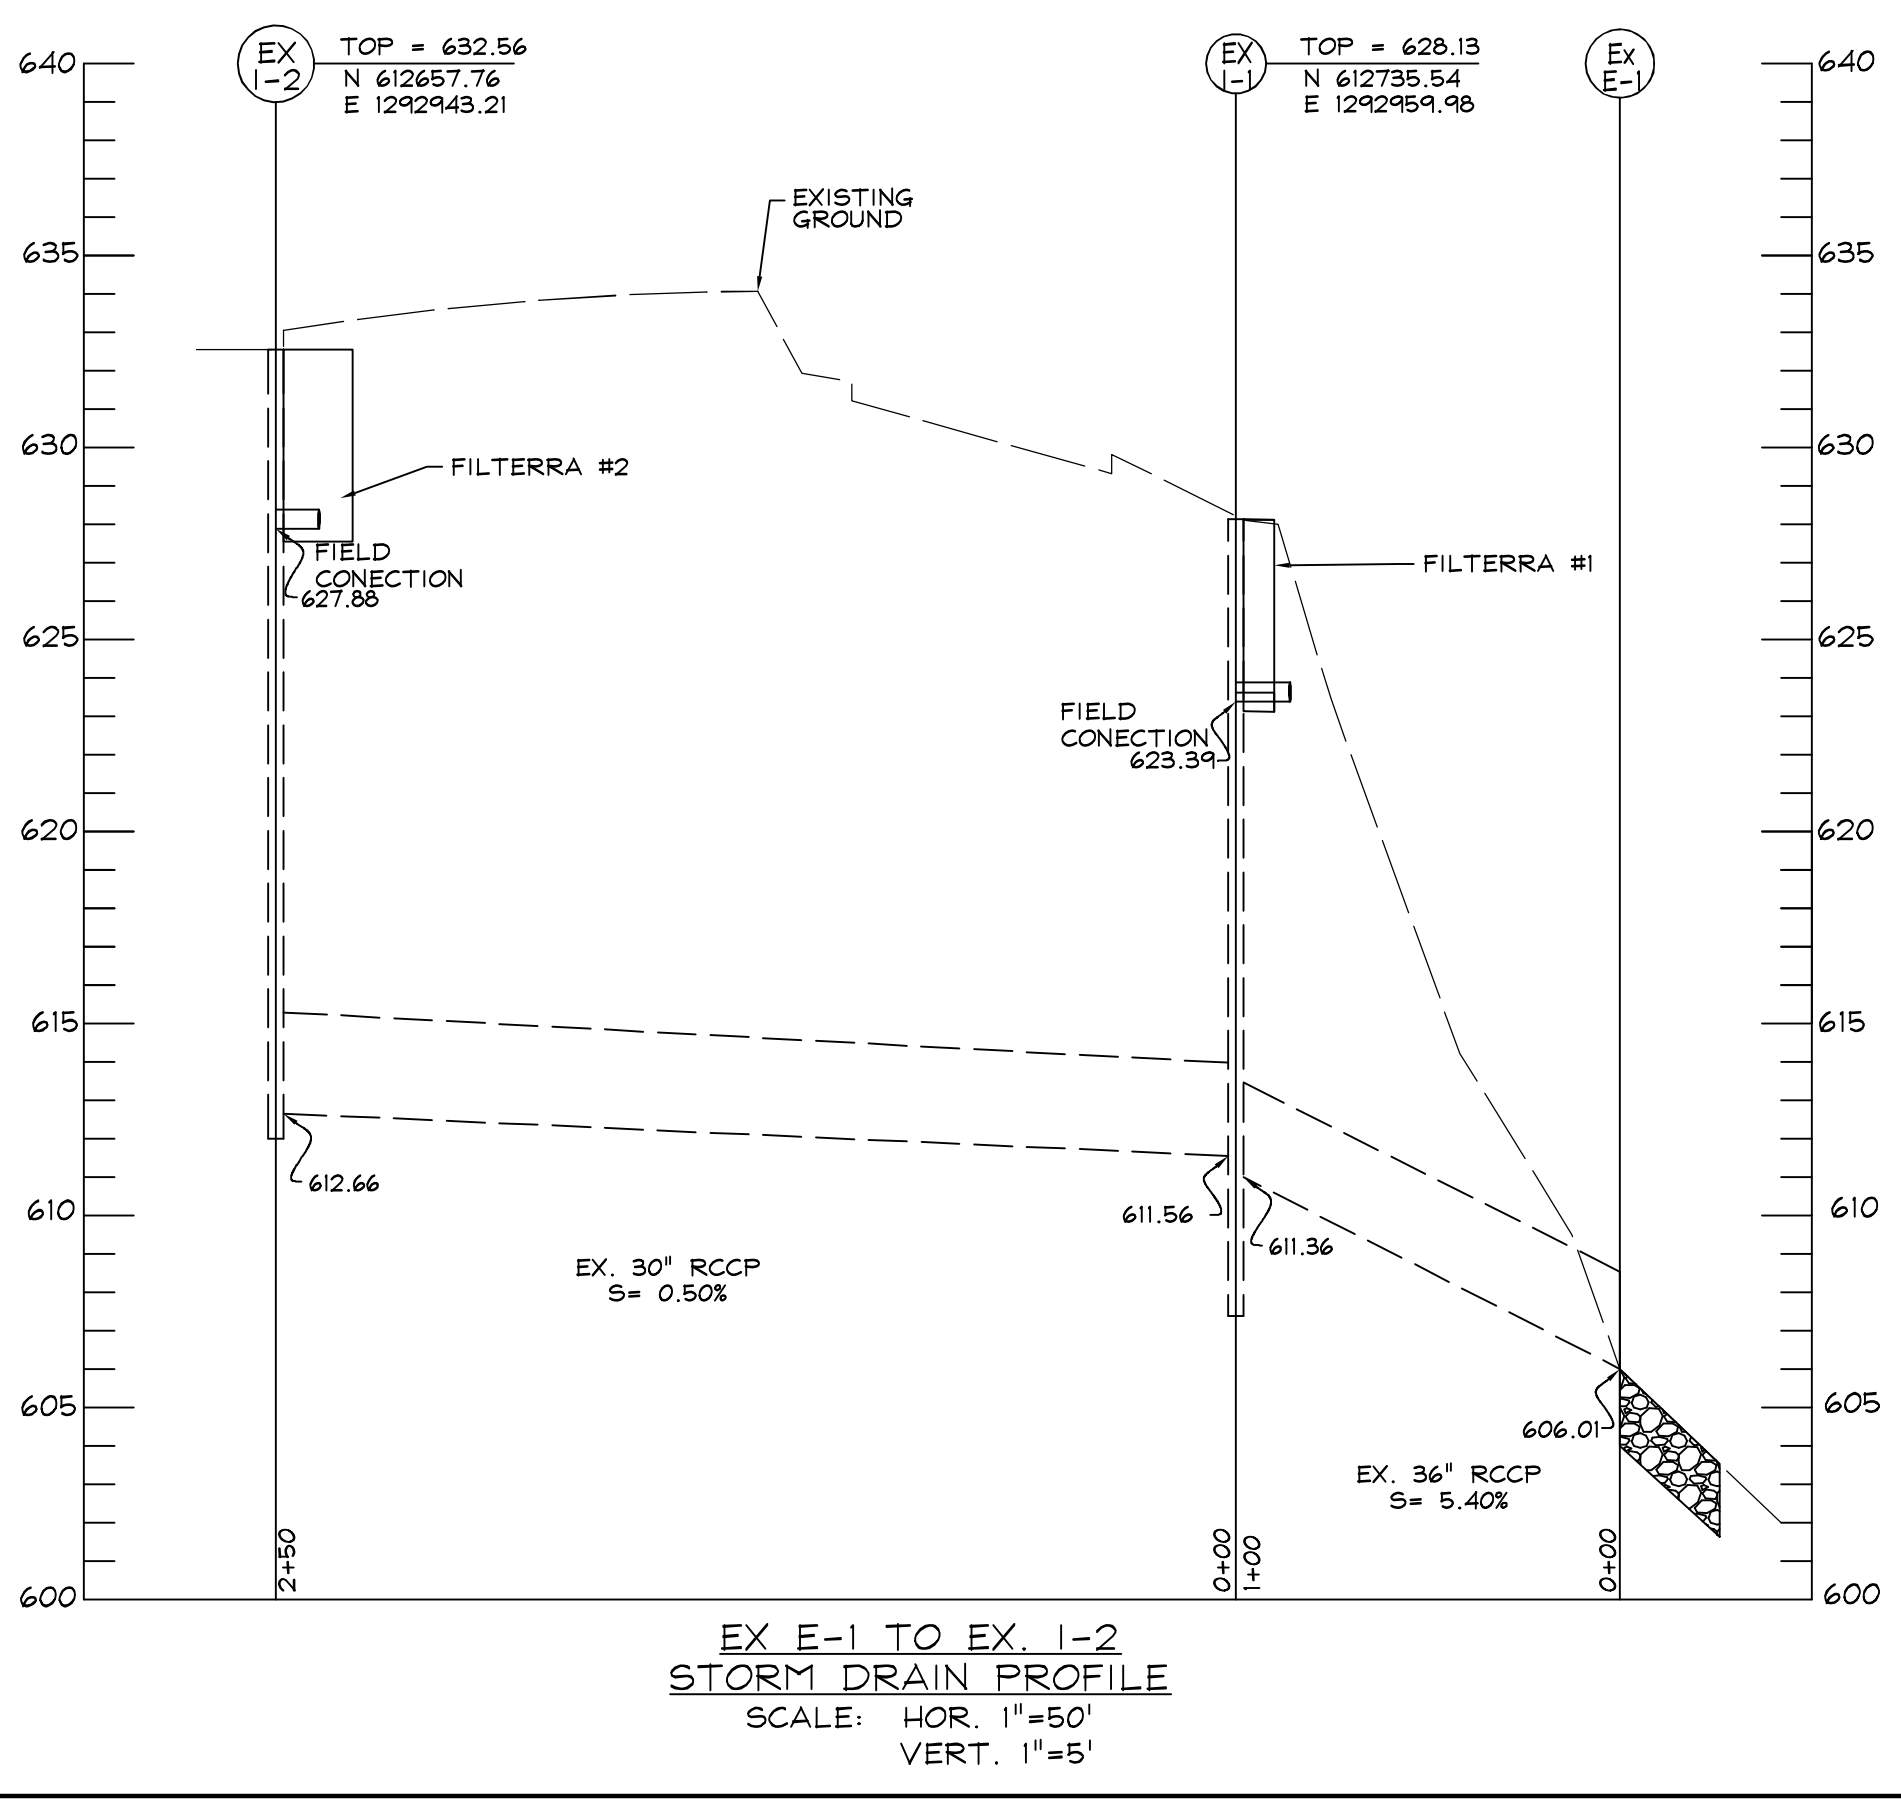 EX
I-2
TOP = 632.56
N 612657.76
E 1292943.21
EX
I-1
TOP = 628.13
N 612735.54
E 1292959.98
EX
E-1
640
640
EXISTING
GROUND
635
635
630
630
FILTERRA #2
FIELD
CONECTION
627.88
FILTERRA #1
625
625
FIELD
CONECTION
623.39
620
620
615
615
612.66
611.56
611.36
610
610
EX. 30" RCCP
S= 0.50%
605
605
606.01
EX. 36" RCCP
S= 5.40%
2+50
0+00
1+00
0+00
600
600
EX E-1 TO EX. I-2
STORM DRAIN PROFILE
SCALE: HOR. 1"=50'
VERT. 1"=5'